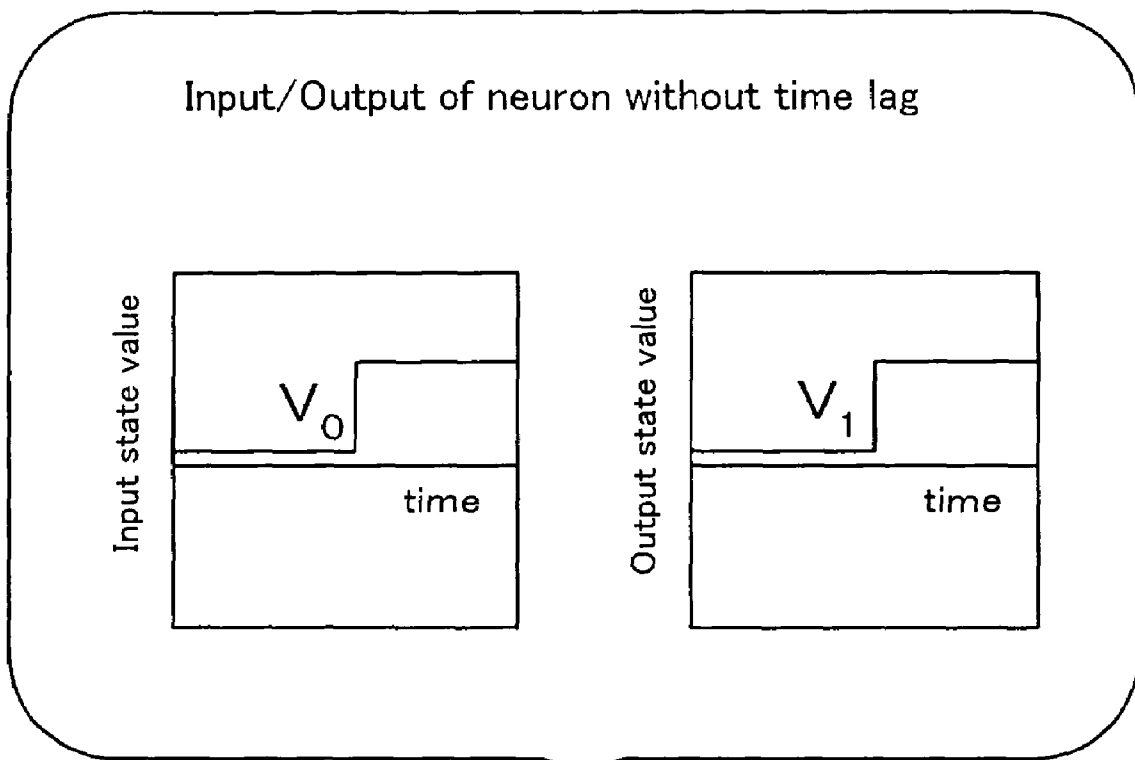 Input/Output of neuron without time lag
Input state value
V0
time
Output state value
V1
time